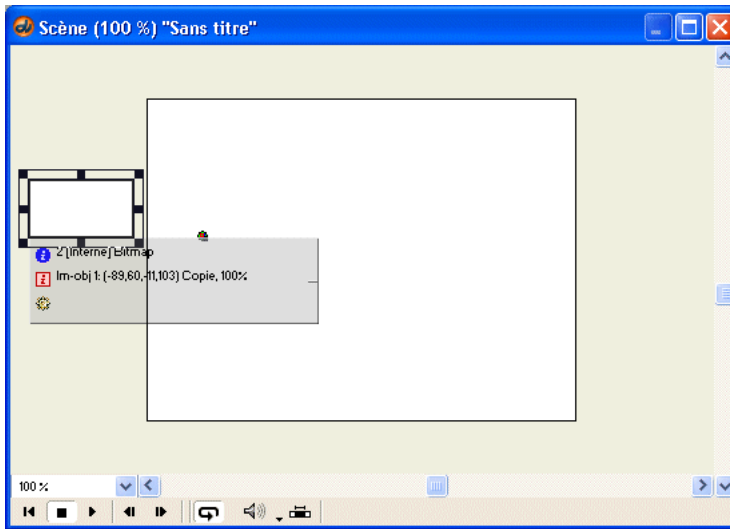 Scène (100 %) "Sans titre"
2 [Interne] Bitmap
Im-obj 1: (-89,60,-11,103) Copie, 100%
100 %